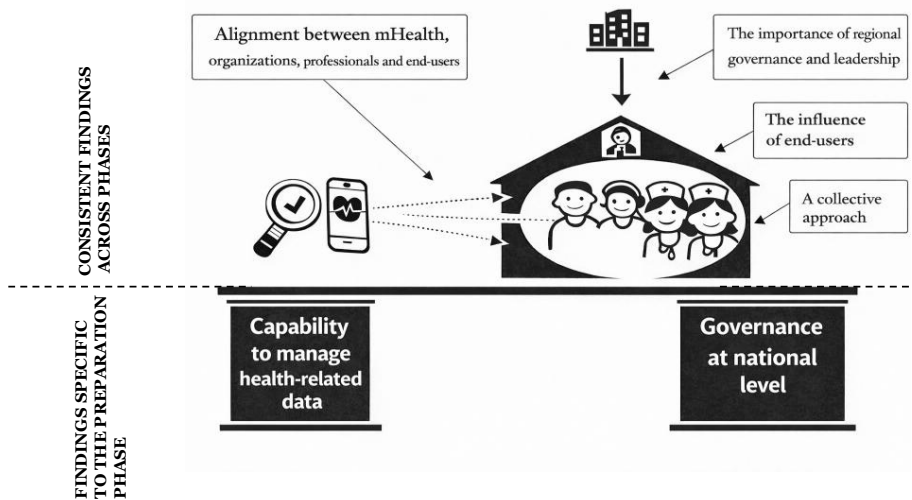 Alignment between mHealth,
organizations, professionals and end-users
The importance of regional
governance and leadership
The influence
of end-users
A collective
approach
CONSISTENT FINDINGS
ACROSS PHASES
FINDINGS SPECIFIC
TO THE PREPARATION
PHASE
Capability
to manage
health-related
data
Governance
at national
level